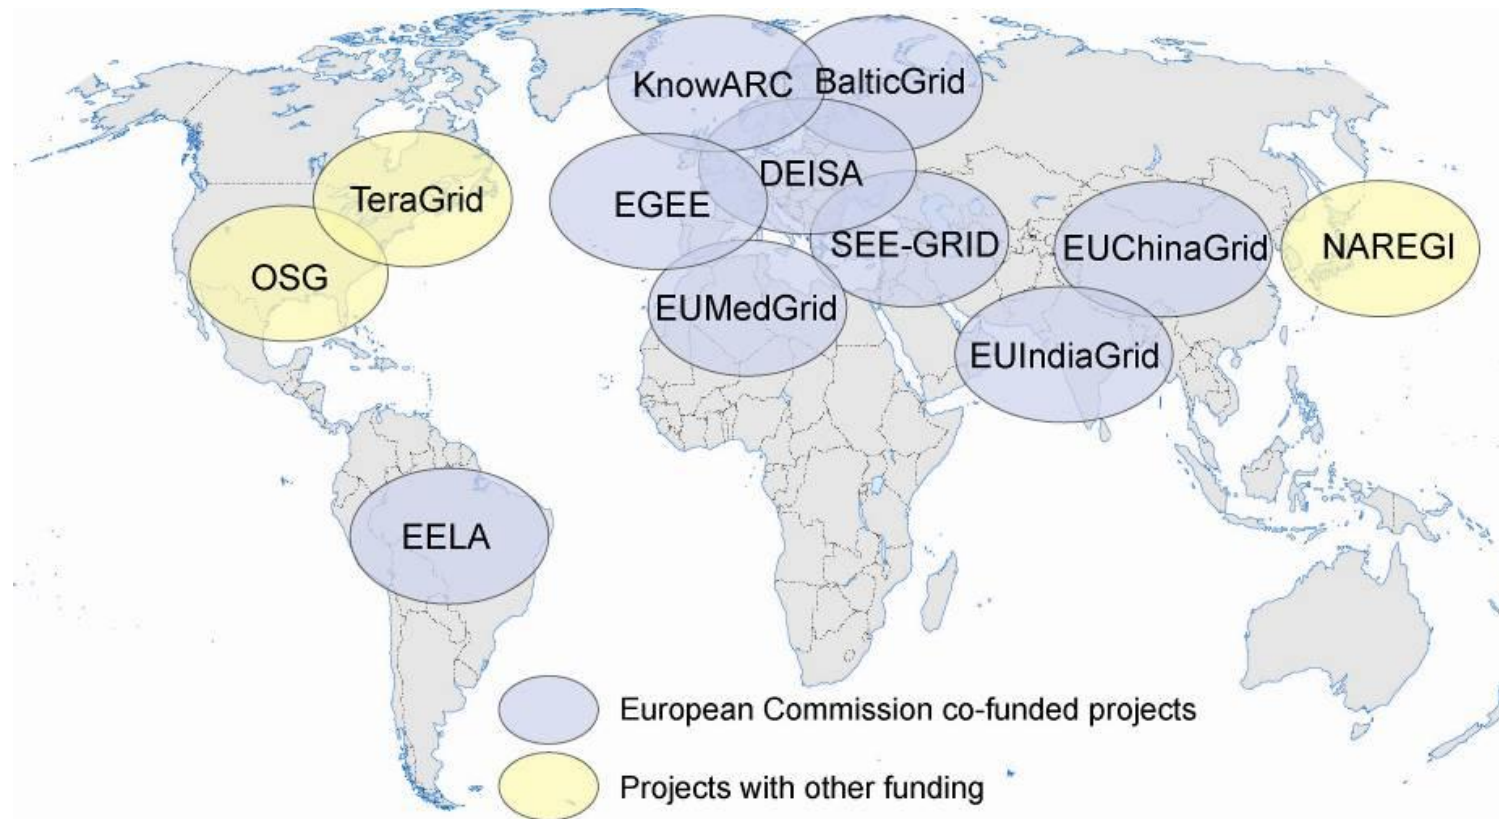 KnowARC
BalticGrid
TeraGrid
DEISA
EGEE
OSG
SEE-GRID
EUChinaGrid
NAREGI
EUMedGrid
EUIndiaGrid
EELA
European Commission co-funded projects
Projects with other funding